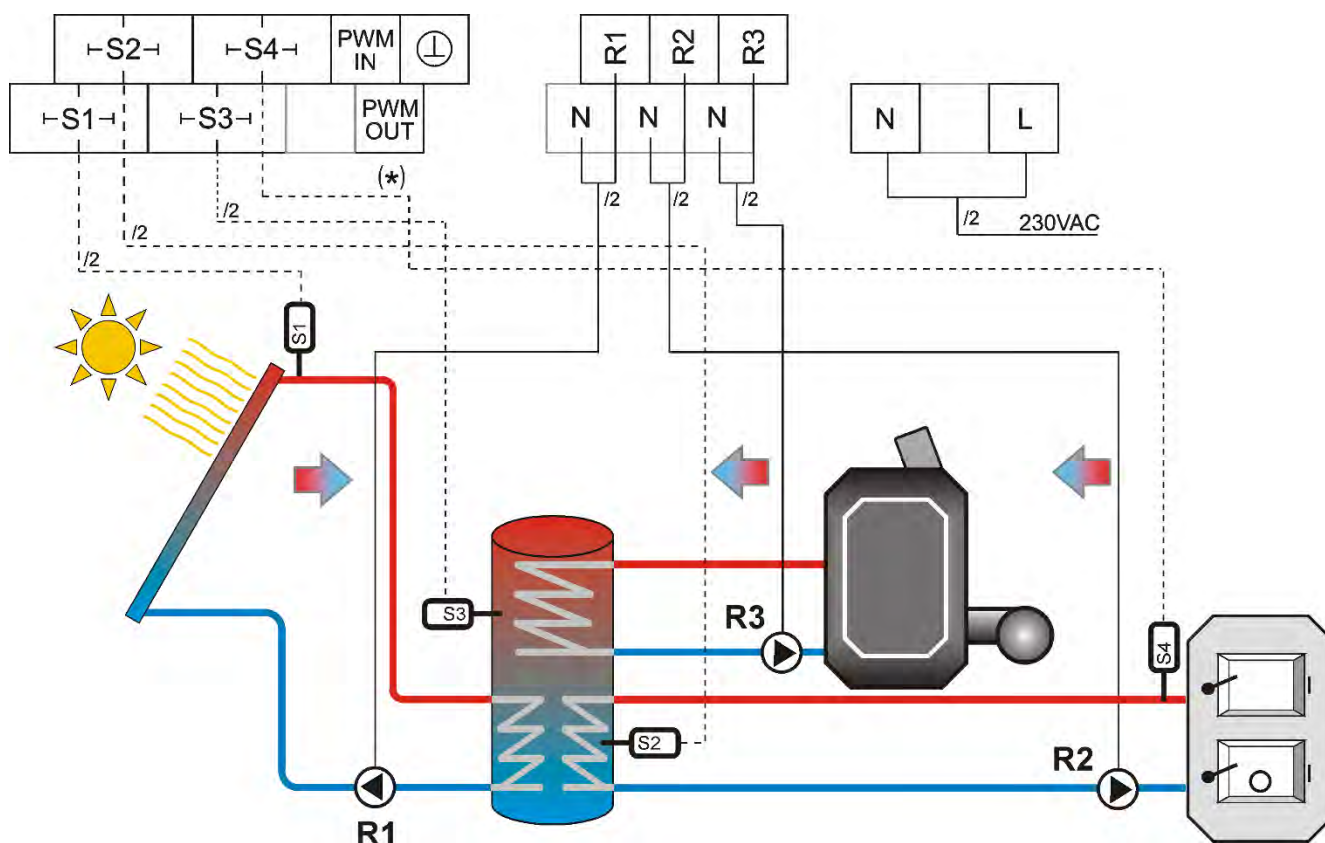 S2 S4 PWM IN
S1 S3 PWM OUT
(*)
R1 R2 R3
N N N
N L
/2 /2 /2 /2 230VAC
/2
/2
/2
S1
S3
R3
S4
S2
R2
R1